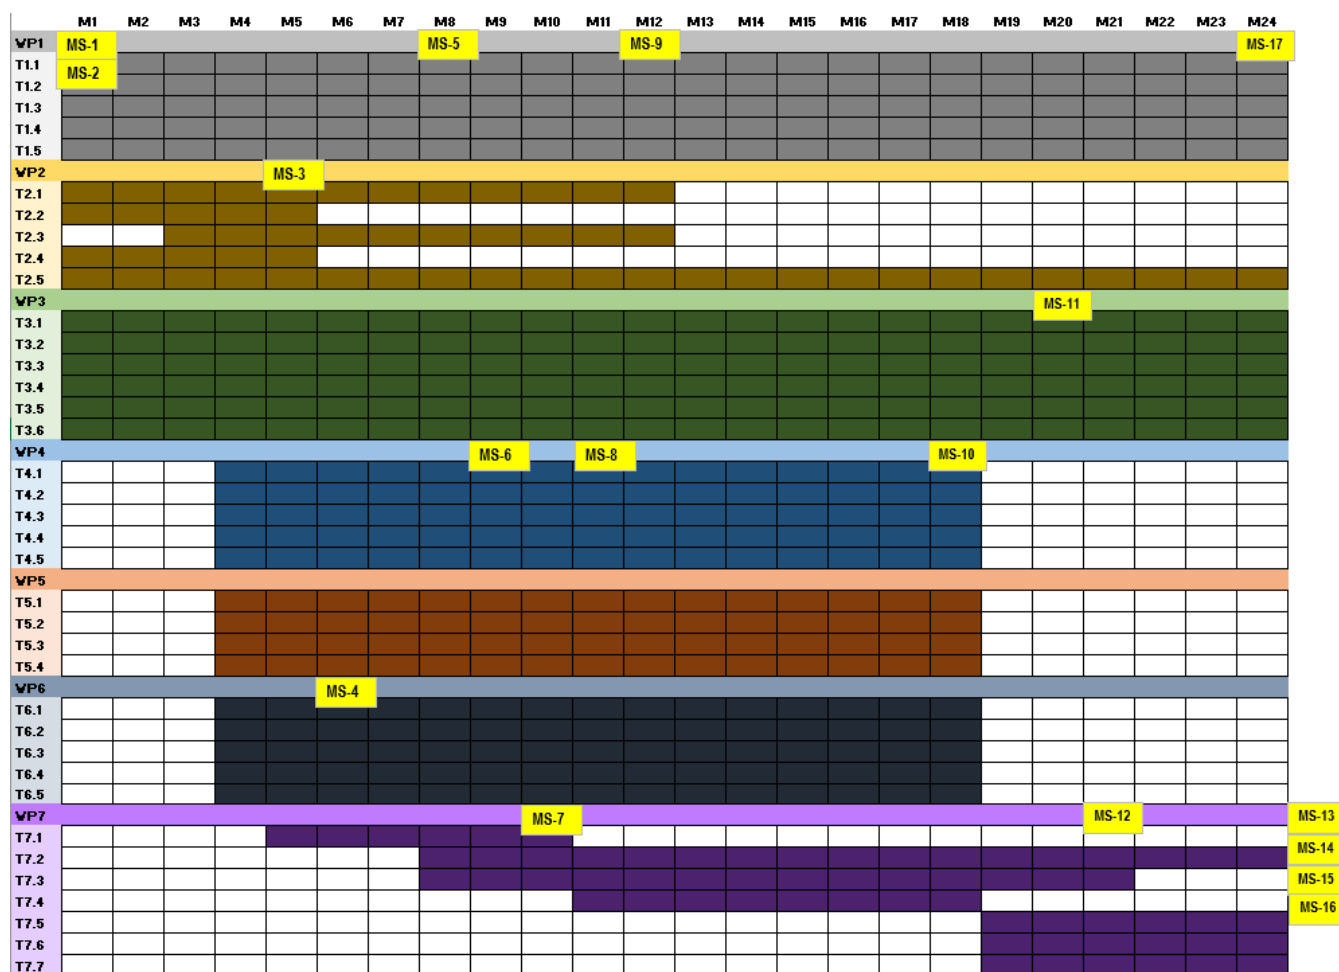 M1 M2 M3 M4 M5 M6 M7 M8 M9 M10 M11 M12 M13 M14 M15 M16 M17 M18 M19 M20 M21 M22 M23 M24
WP1 MS-1 MS-5 MS-9 MS-17
T1.1 MS-2
T1.2
T1.3
T1.4
T1.5
WP2 MS-3
T2.1
T2.2
T2.3
T2.4
T2.5
WP3 MS-11
T3.1
T3.2
T3.3
T3.4
T3.5
T3.6
WP4 MS-6 MS-8 MS-10
T4.1
T4.2
T4.3
T4.4
T4.5
WP5
T5.1
T5.2
T5.3
T5.4
WP6 MS-4
T6.1
T6.2
T6.3
T6.4
T6.5
WP7 MS-7 MS-12 MS-13
T7.1
T7.2 MS-14
T7.3 MS-15
T7.4 MS-16
T7.5
T7.6
T7.7